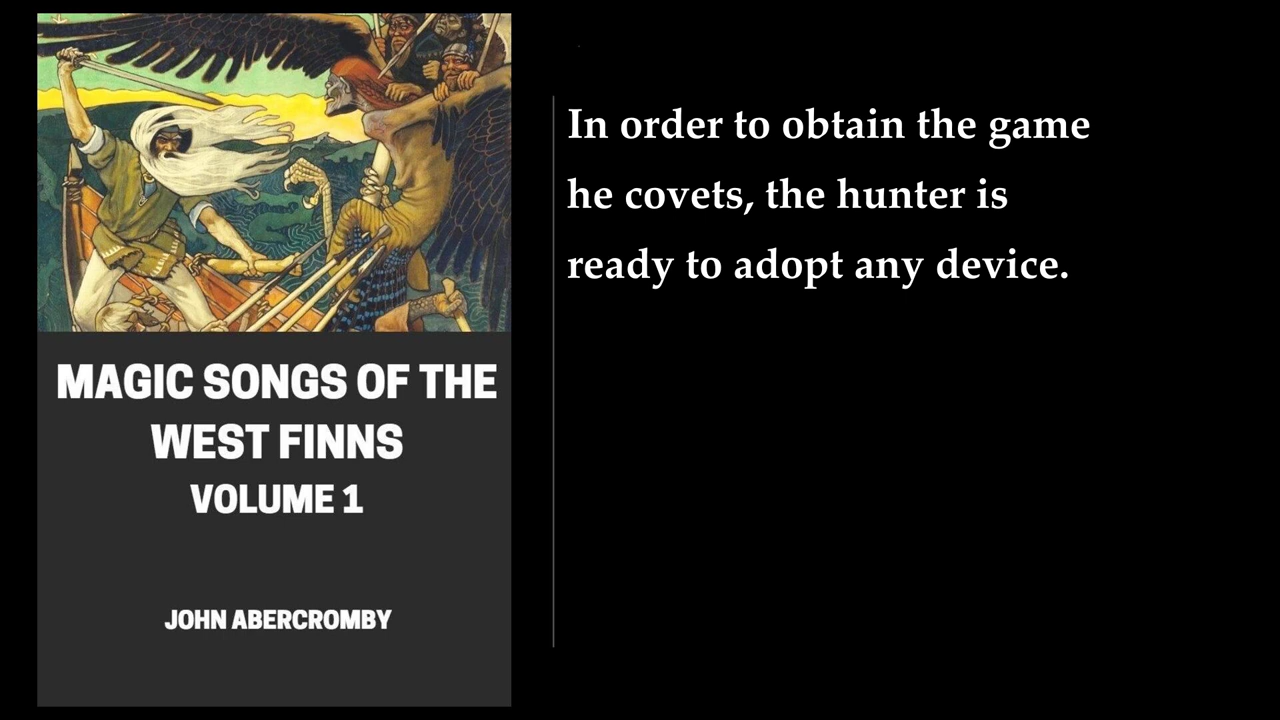 MAGIC SONGS OF THE
WEST FINNS
VOLUME 1
JOHN ABERCROMBY
In order to obtain the game
he covets, the hunter is
ready to adopt any device.